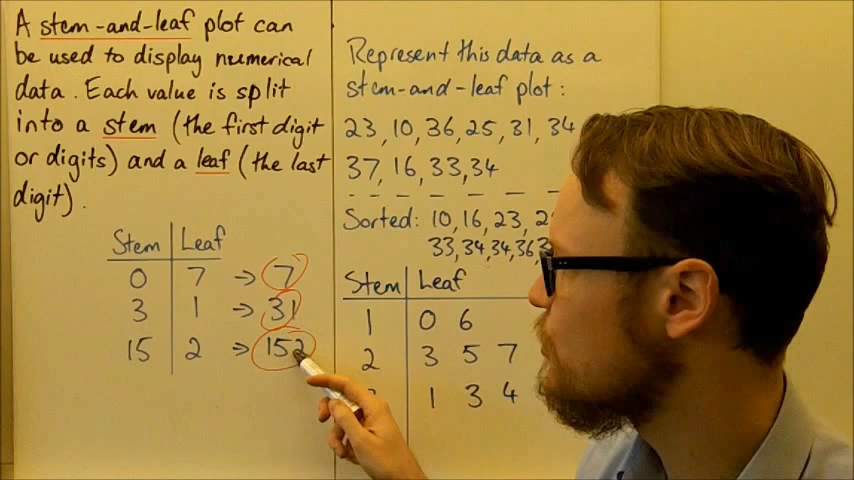 A stem-and-leaf plot can
be used to display numerical
data. Each value is split
into a stem (the first digit
or digits) and a leaf (the last
digit).
Stem Leaf
0 7 → 7
3 1 → 31
15 2 → 152
Represent this data as a
stem-and-leaf plot:
23, 10, 36, 25, 31, 34
37, 16, 33, 34
Sorted: 10, 16, 23,
33, 34, 34, 36,
Stem Leaf
1 0 6
2 3 5 7
1 3 4